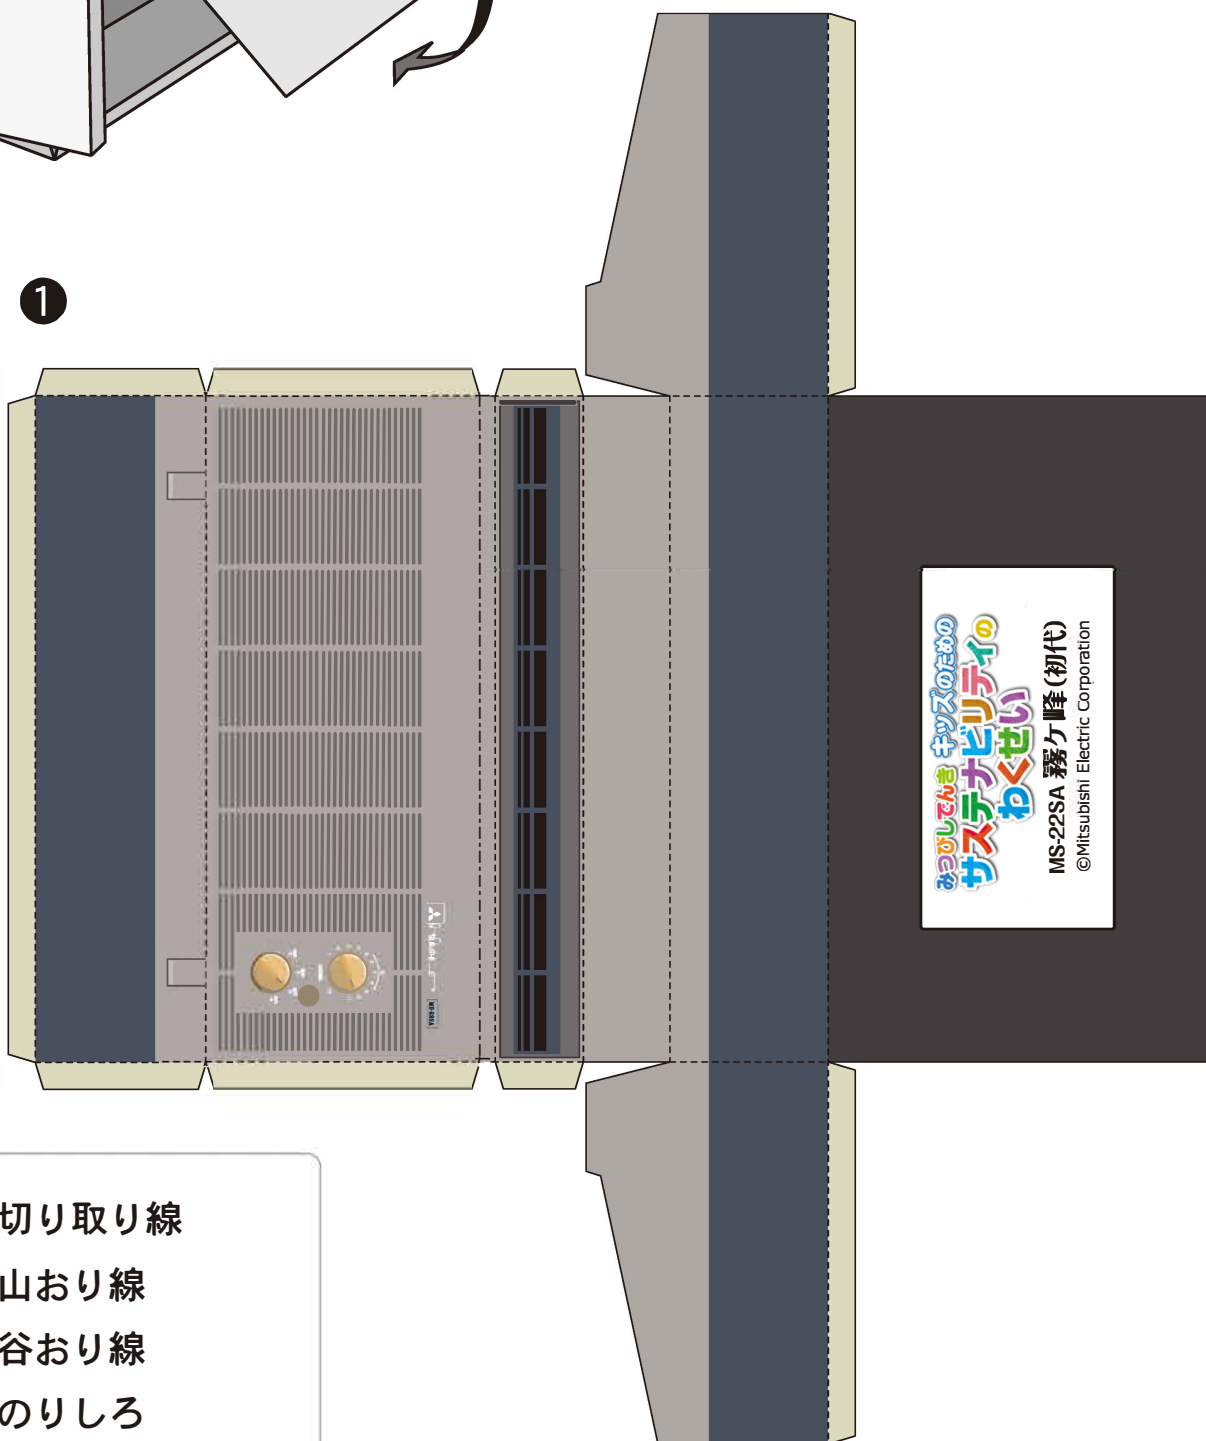 1
みつびしでんき キッズのための
サステナビリティの
わくせい
MS-22SA 霧ケ峰(初代)
©Mitsubishi Electric Corporation
切り取り線
山おり線
谷おり線
のりしろ